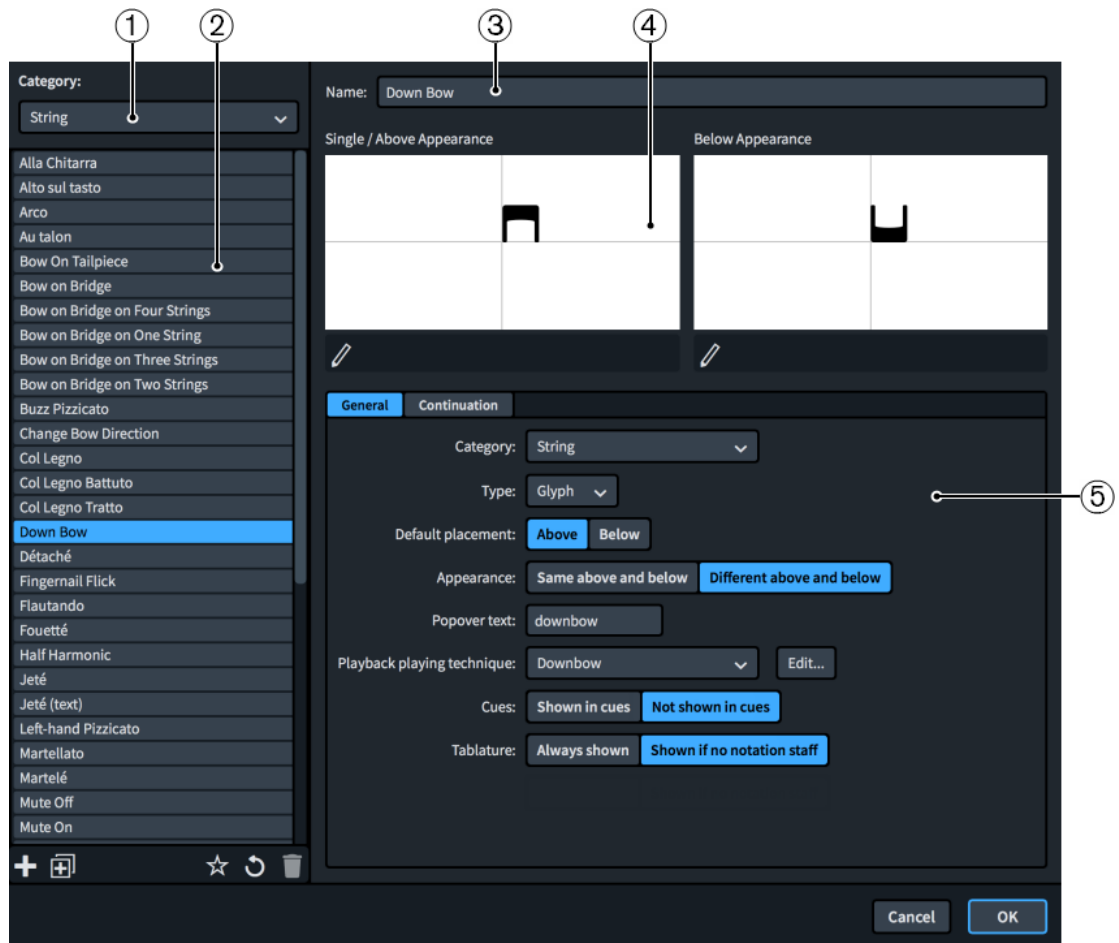 ① ② ③ ④
Category:
String
Alla Chitarra
Alto sul tasto
Arco
Au talon
Bow On Tailpiece
Bow on Bridge
Bow on Bridge on Four Strings
Bow on Bridge on One String
Bow on Bridge on Three Strings
Bow on Bridge on Two Strings
Buzz Pizzicato
Change Bow Direction
Col Legno
Col Legno Battuto
Col Legno Tratto
Down Bow
Détaché
Fingernail Flick
Flautando
Fouetté
Half Harmonic
Jeté
Jeté (text)
Left-hand Pizzicato
Martellato
Martelé
Mute Off
Mute On
Name: Down Bow
Single / Above Appearance Below Appearance
General Continuation
Category: String
Type: Glyph
⑤
Default placement: Above Below
Appearance: Same above and below Different above and below
Popover text: downbow
Playback playing technique: Downbow Edit...
Cues: Shown in cues Not shown in cues
Tablature: Always shown Shown if no notation staff
Cancel OK